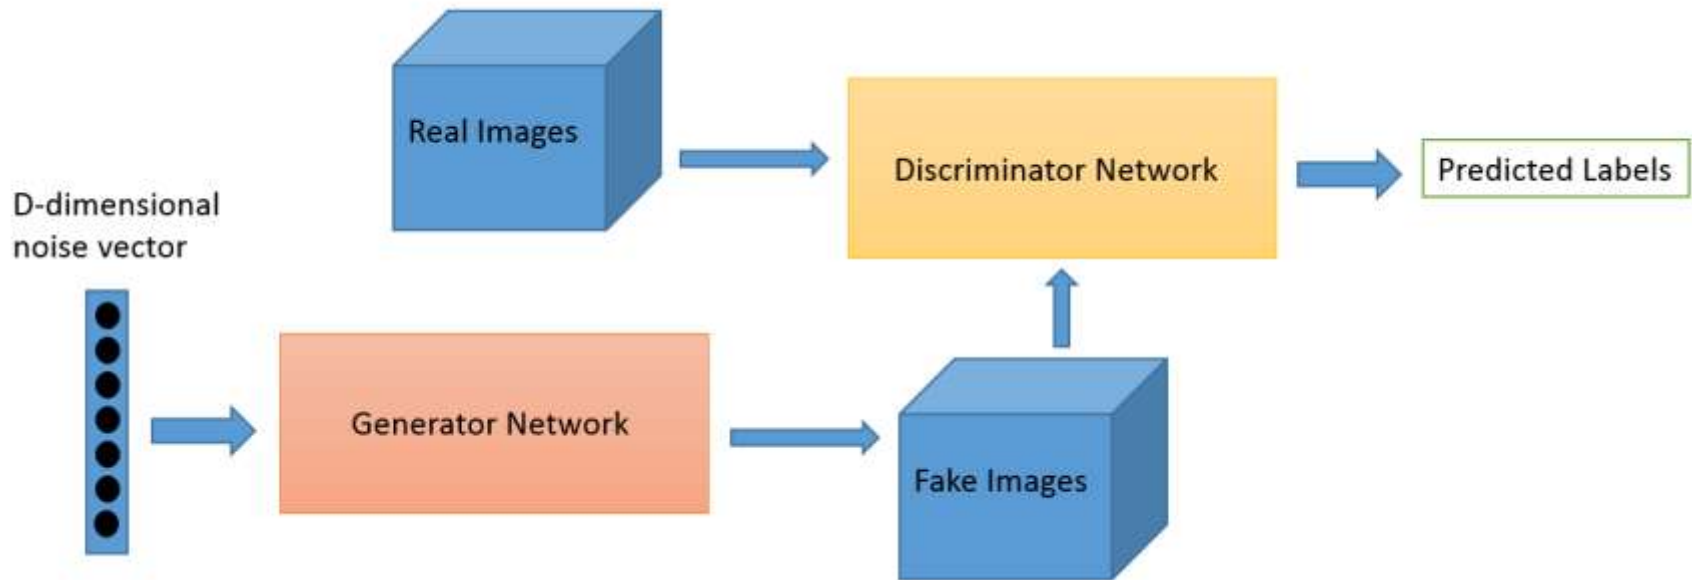 Real Images
Discriminator Network
Predicted Labels
D-dimensional
noise vector
Generator Network
Fake Images